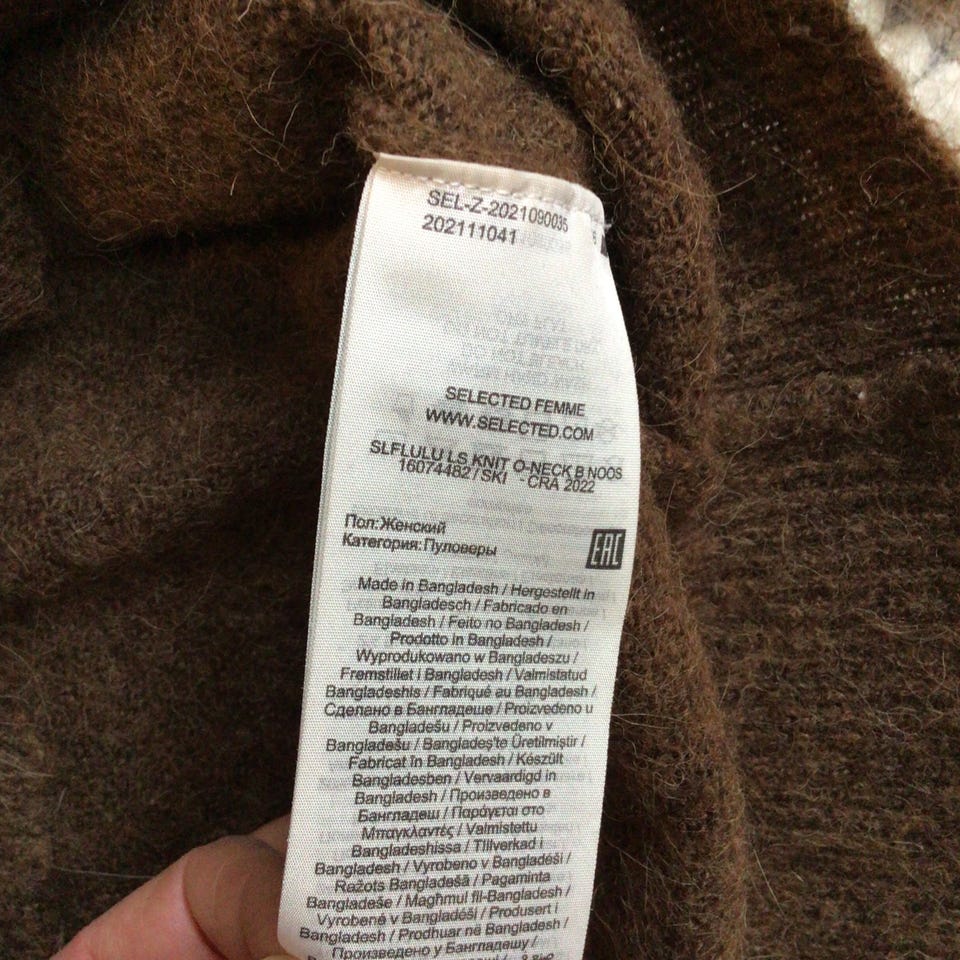 SEL-Z-2021090035
202111041
SELECTED FEMME
WWW.SELECTED.COM
SLFLULU LS KNIT O-NECK B NOOS
16074482 / SKI - CRA 2022
Пол:Женский
Категория:Пуловеры
EAC
Made in Bangladesh / Hergestellt in
Bangladesch / Fabricado en
Bangladesh / Feito no Bangladesh /
Prodotto in Bangladesh /
Wyprodukowano w Bangladeszu /
Fremstillet i Bangladesh / Valmistatud
Bangladeshis / Fabriqué au Bangladesh /
Сделано в Бангладеше / Proizvedeno u
Bangladešu / Proizvedeno v
Bangladešu / Bangladeş'te Üretilmiştir /
Fabricat în Bangladesh / Készült
Bangladesben / Vervaardigd in
Bangladesh / Произведено в
Бангладеш / Παράγεται στο
Μπαγκλαντές / Valmistettu
Bangladeshissa / Tillverkad i
Bangladesh / Vyrobeno v Bangladéši /
Ražots Bangladešā / Pagaminta
Bangladeše / Magħmul fil-Bangladesh /
Vyrobené v Bangladéši / Produsert i
Bangladesh / Prodhuar në Bangladesh /
Произведено у Бангладешу /